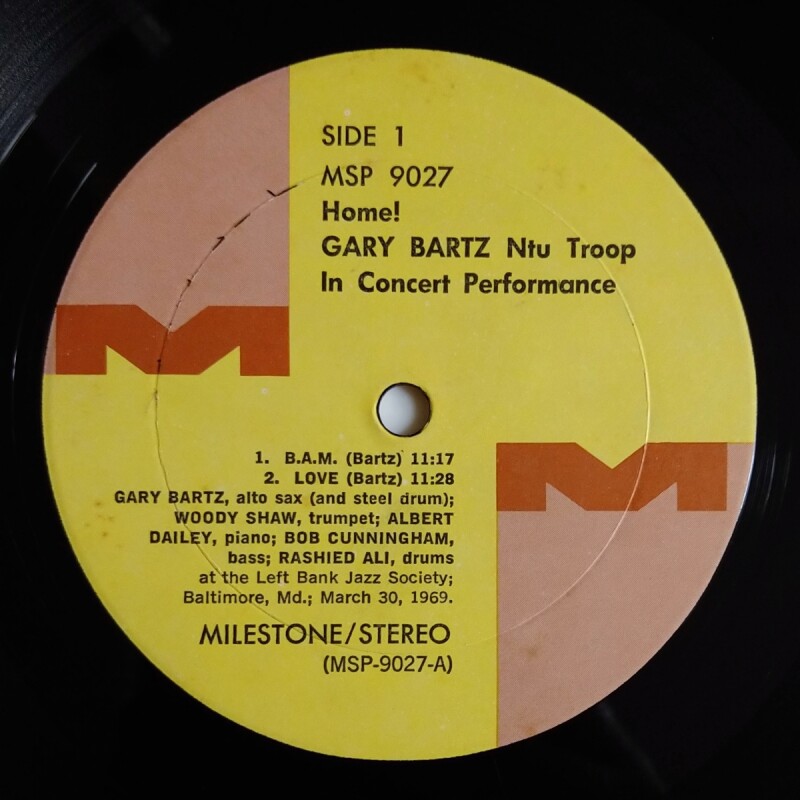 SIDE 1
MSP 9027
Home!
GARY BARTZ Ntu Troop
In Concert Performance
1. B.A.M. (Bartz) 11:17
2. LOVE (Bartz) 11:28
GARY BARTZ, alto sax (and steel drum);
WOODY SHAW, trumpet; ALBERT
DAILEY, piano; BOB CUNNINGHAM,
bass; RASHIED ALI, drums
at the Left Bank Jazz Society;
Baltimore, Md.; March 30, 1969.
MILESTONE/STEREO
(MSP-9027-A)